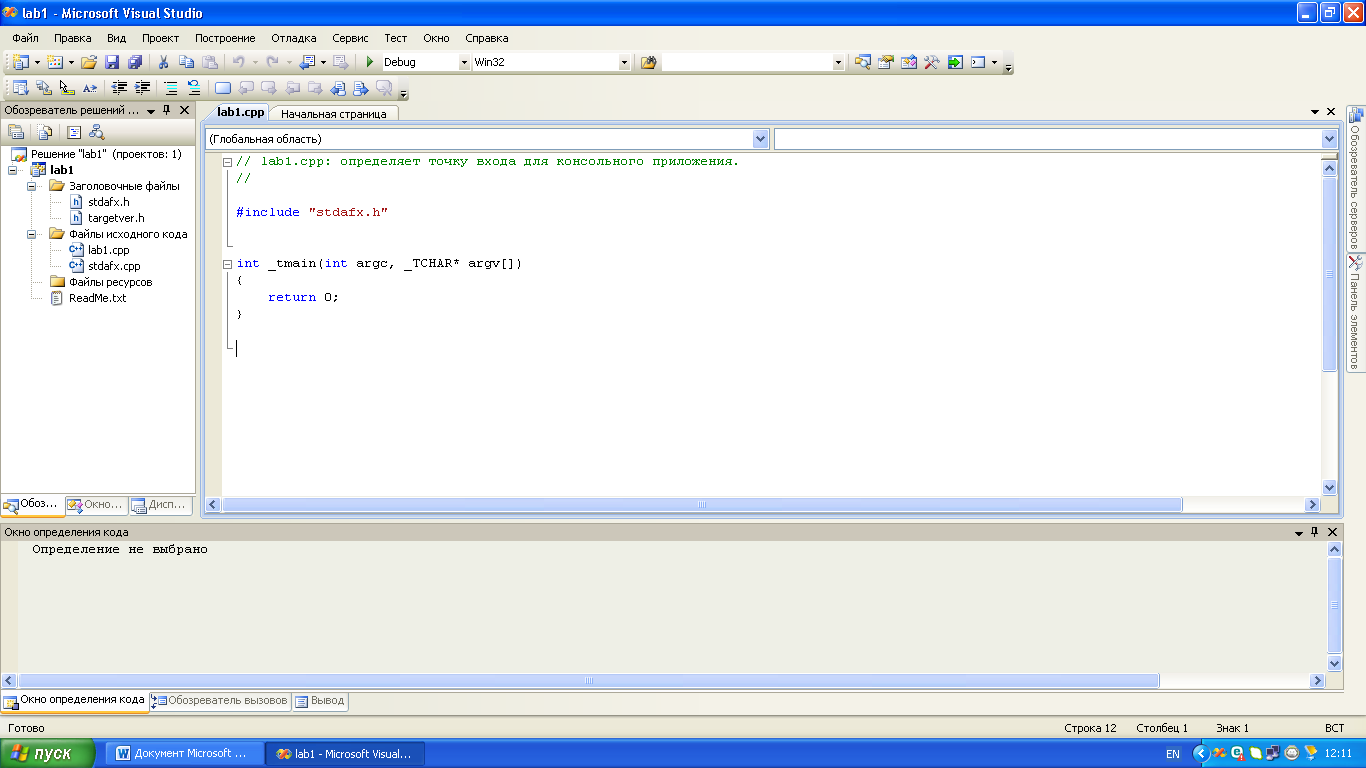 lab1 - Microsoft Visual Studio
Файл Правка Вид Проект Построение Отладка Сервис Тест Окно Справка
Debug Win32
Обозреватель решений ...
lab1.cpp Начальная страница
(Глобальная область)
Решение "lab1" (проектов: 1)
lab1
Заголовочные файлы
stdafx.h
targetver.h
Файлы исходного кода
lab1.cpp
stdafx.cpp
Файлы ресурсов
ReadMe.txt
// lab1.cpp: определяет точку входа для консольного приложения.
//
#include "stdafx.h"
int _tmain(int argc, _TCHAR* argv[])
{
return 0;
}
Обозреватель серверов
Панель элементов
Обоз... Окно... Дисп...
Окно определения кода
Определение не выбрано
Окно определения кода Обозреватель вызовов Вывод
Готово Строка 12 Столбец 1 Знак 1 ВСТ
пуск Документ Microsoft ... lab1 - Microsoft Visual... EN 12:11